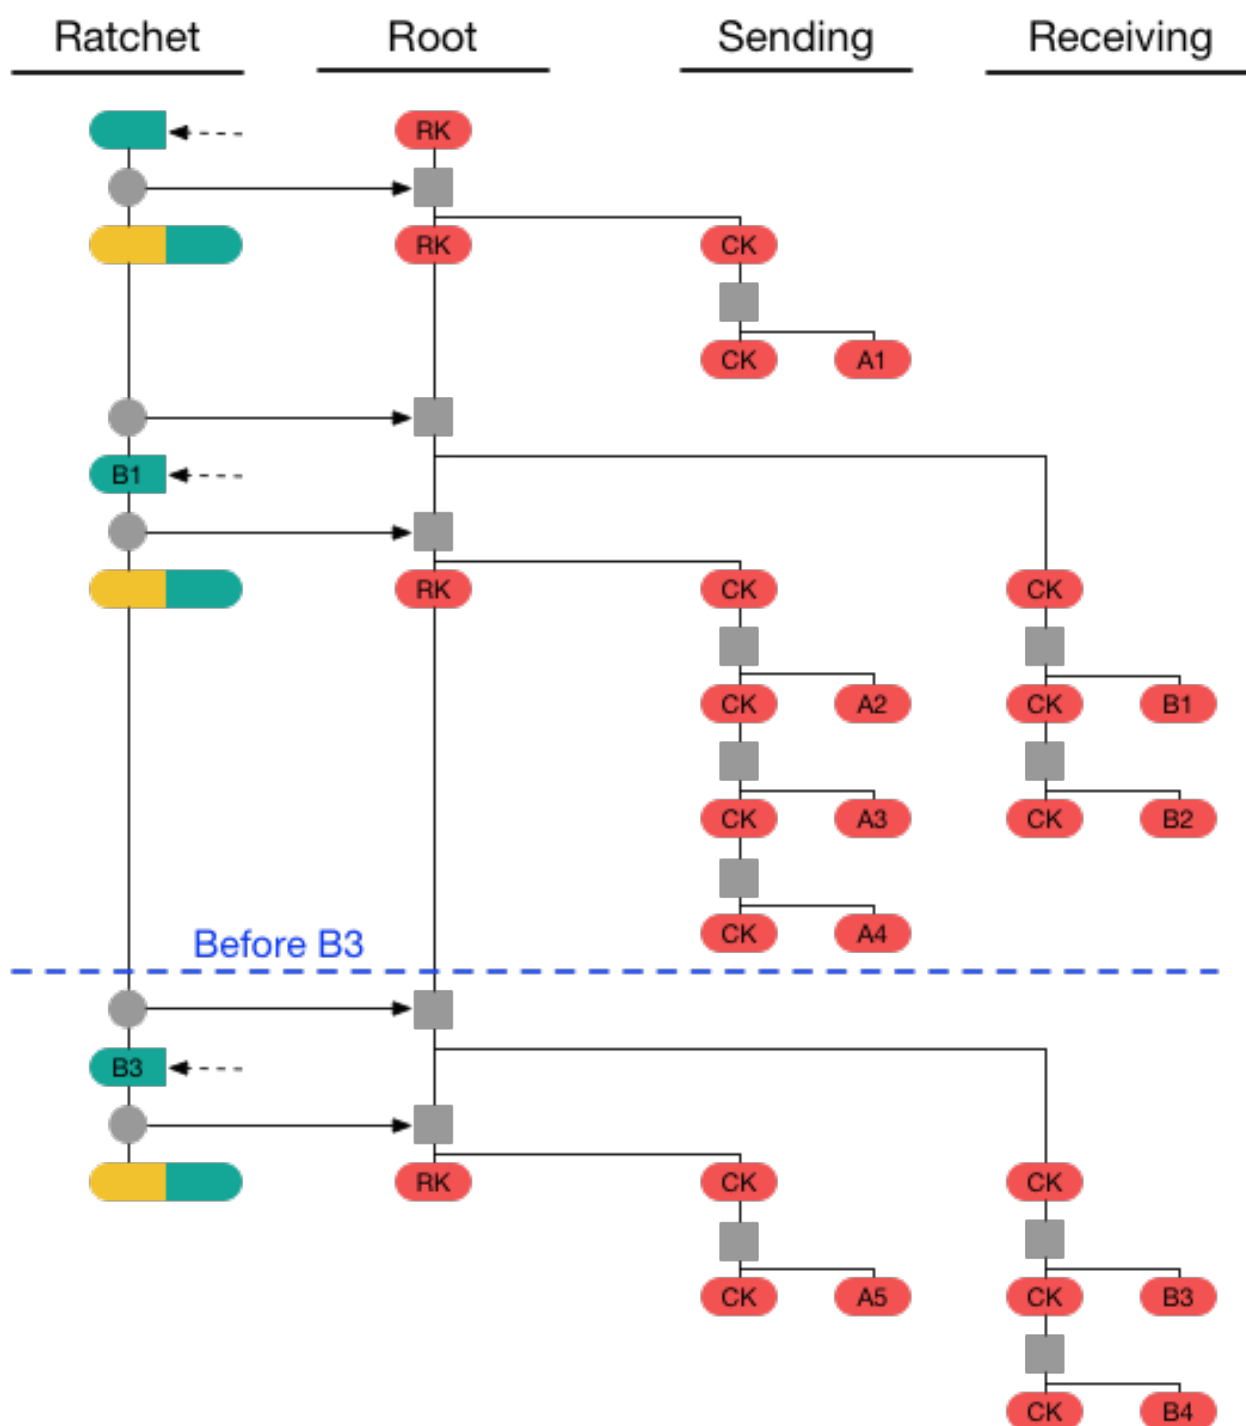 Ratchet Root Sending Receiving
RK
RK CK
CK A1
B1
RK CK CK
CK A2 CK B1
CK A3 CK B2
CK A4
Before B3
B3
RK CK CK
CK A5 CK B3
CK B4